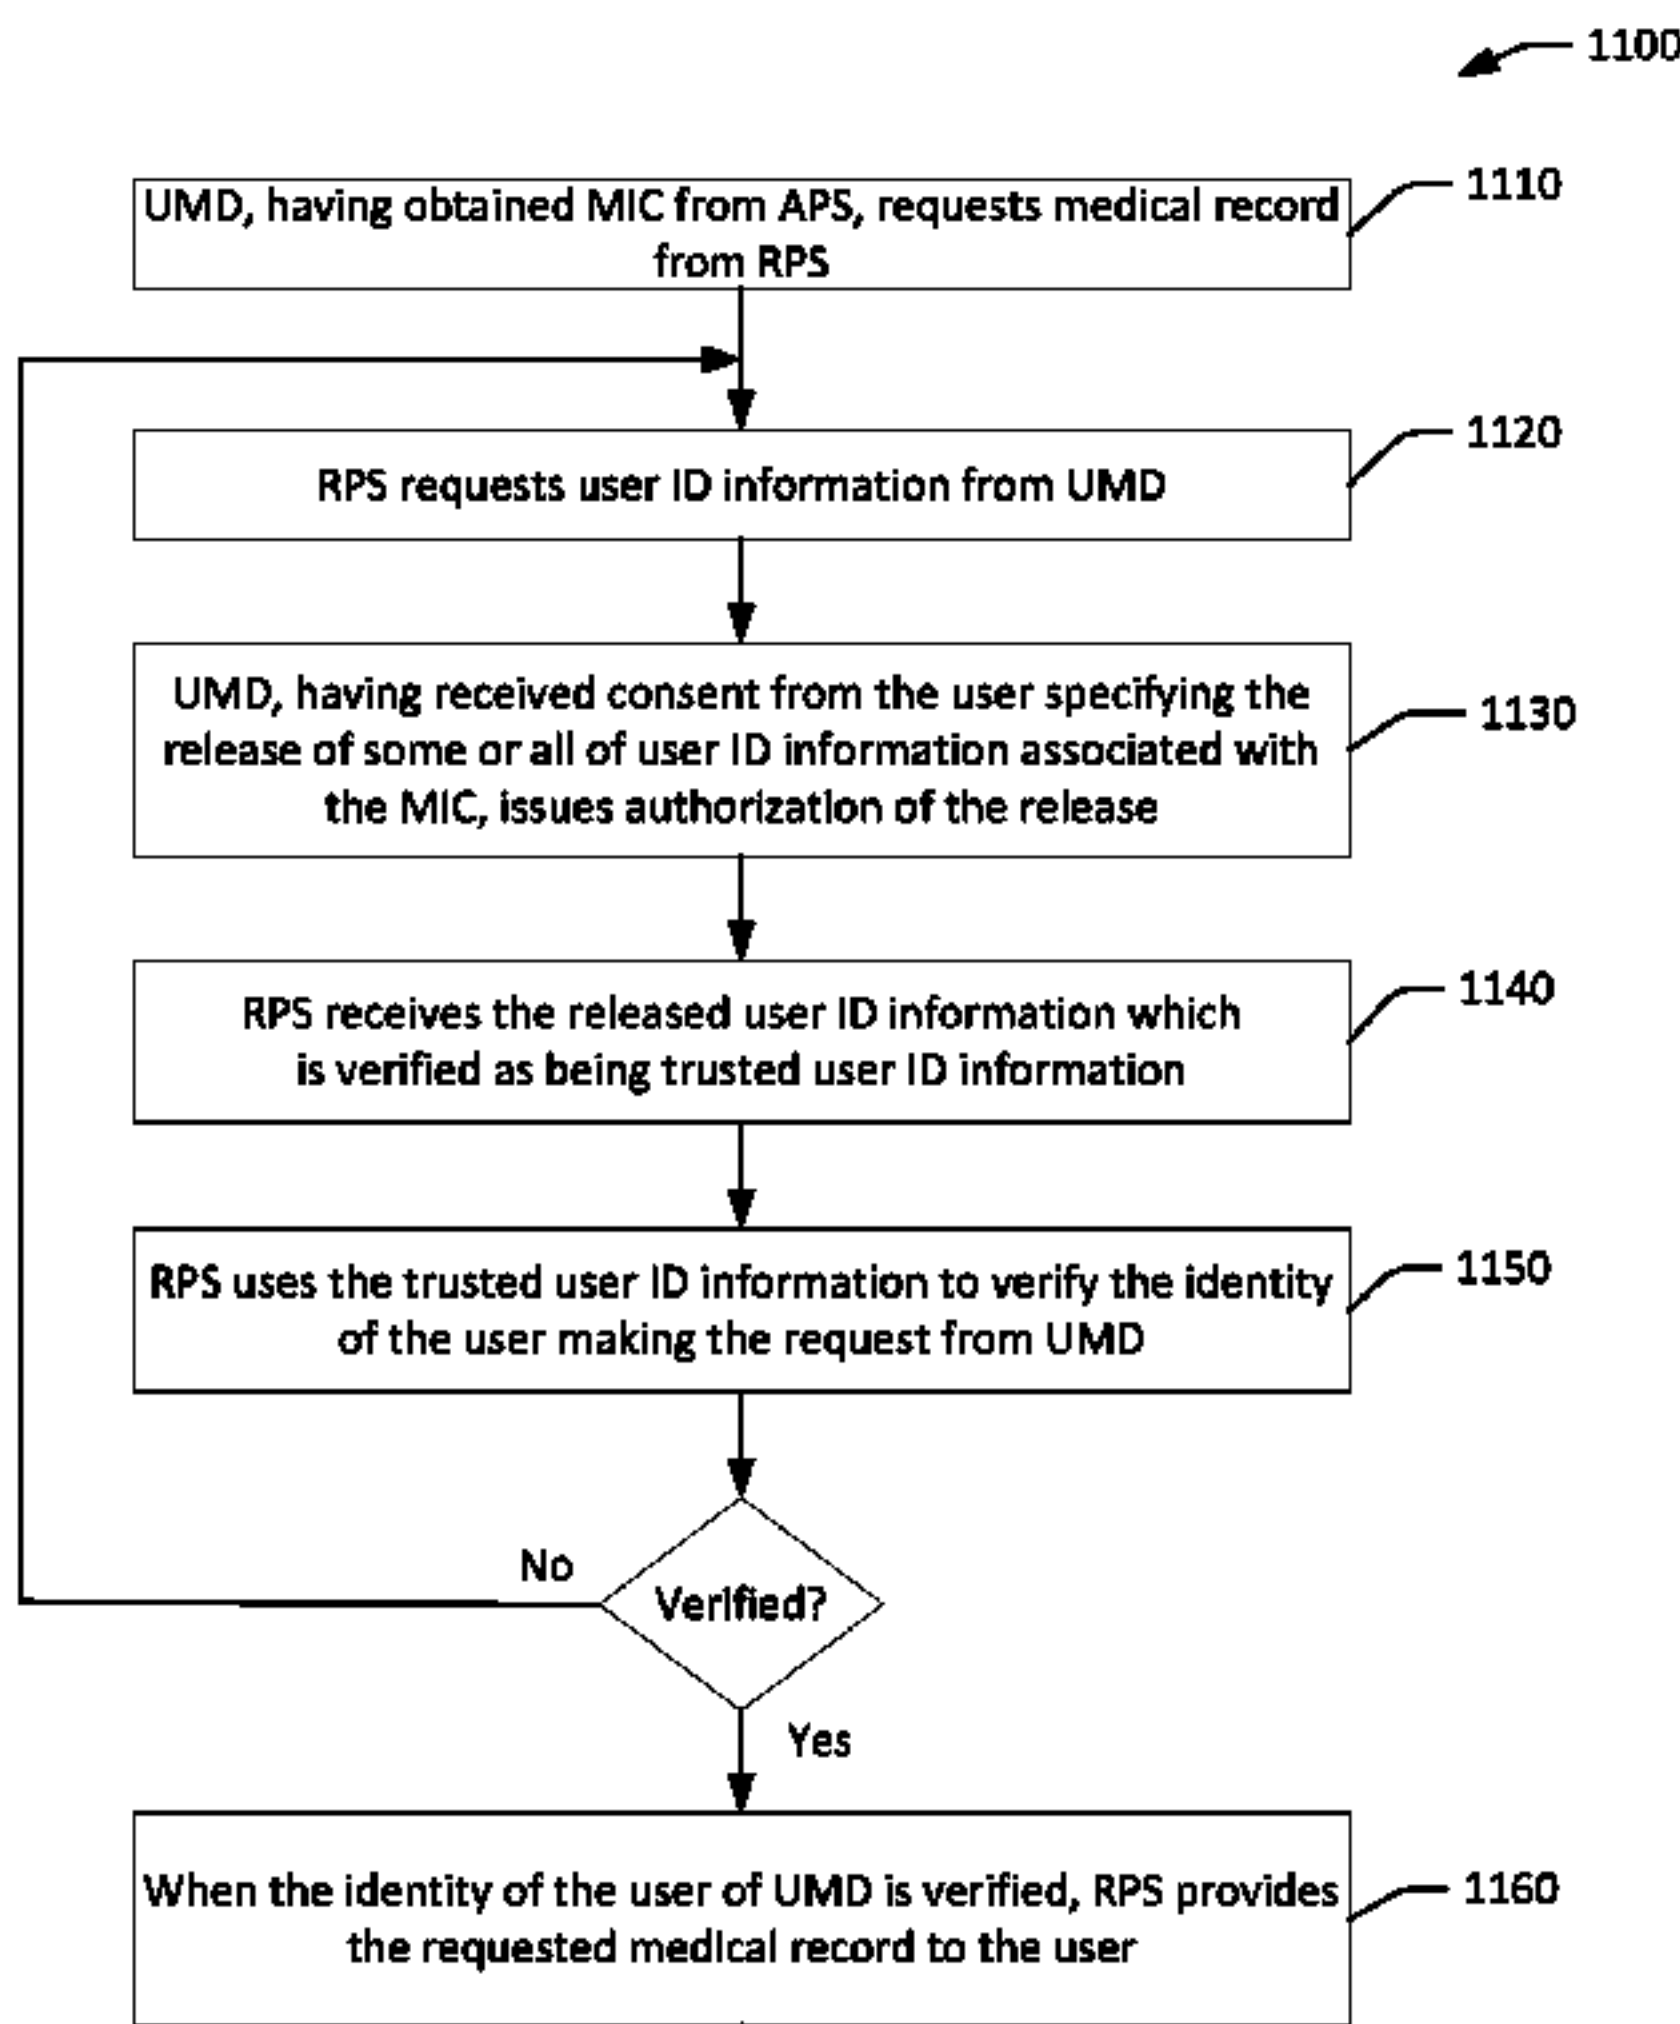 1100
UMD, having obtained MIC from APS, requests medical record
from RPS
1110
RPS requests user ID information from UMD
1120
UMD, having received consent from the user specifying the
release of some or all of user ID information associated with
the MIC, issues authorization of the release
1130
RPS receives the released user ID information which
is verified as being trusted user ID information
1140
RPS uses the trusted user ID information to verify the identity
of the user making the request from UMD
1150
No
Verified?
Yes
When the identity of the user of UMD is verified, RPS provides
the requested medical record to the user
1160